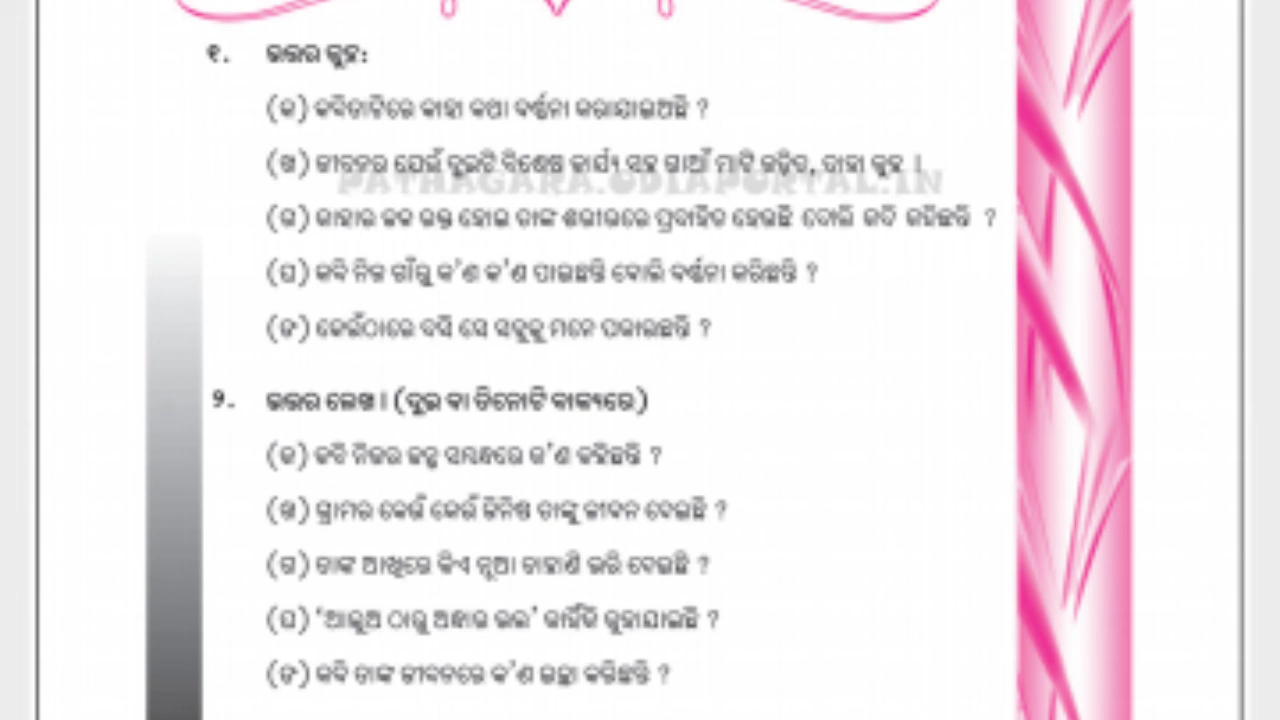 ୧. ଉତ୍ତର କୁହ:
(କ) କବିତାଟିରେ କାହା କଥା ବର୍ଣ୍ଣନା କରାଯାଇଅଛି ?
(ଖ) ଜୀବନର ଯେଉଁ ଦୁଇଟି ବିଶେଷ କାର୍ଯ୍ୟ ସହ ଗାଆଁ ମାଟି ଜଡ଼ିତ, ତାହା କୁହ ।
PATHAGARA.ODIAPORTAL.IN
(ଗ) କାହାର ଜଳ ରକ୍ତ ହୋଇ ତାଙ୍କ ଶରୀରରେ ପ୍ରବାହିତ ହେଉଛି ବୋଲି କବି କହିଛନ୍ତି ?
(ଘ) କବି ନିଜ ଗାଁରୁ କ'ଣ କ'ଣ ପାଇଛନ୍ତି ବୋଲି ବର୍ଣ୍ଣନା କରିଛନ୍ତି ?
(ଙ) କେଉଁଠାରେ ବସି ସେ ସବୁକୁ ମନେ ପକାଉଛନ୍ତି ?
୨. ଉତ୍ତର ଲେଖ । (ଦୁଇ ବା ତିନୋଟି ବାକ୍ୟରେ)
(କ) କବି ନିଜର ଜନ୍ମ ସମ୍ବନ୍ଧରେ କ'ଣ କହିଛନ୍ତି ?
(ଖ) ଗ୍ରାମର କେଉଁ କେଉଁ ଜିନିଷ ତାଙ୍କୁ ଜୀବନ ଦେଇଛି ?
(ଗ) ତାଙ୍କ ଆଖିରେ କିଏ ନୂଆ ଚାହାଣି ଭରି ଦେଇଛି ?
(ଘ) 'ଆଲୁଅ ଠାରୁ ଅନ୍ଧାର ଭଲ' କାହିଁକି କୁହାଯାଇଛି ?
(ଙ) କବି ତାଙ୍କ ଜୀବନରେ କ'ଣ ଇଚ୍ଛା କରିଛନ୍ତି ?